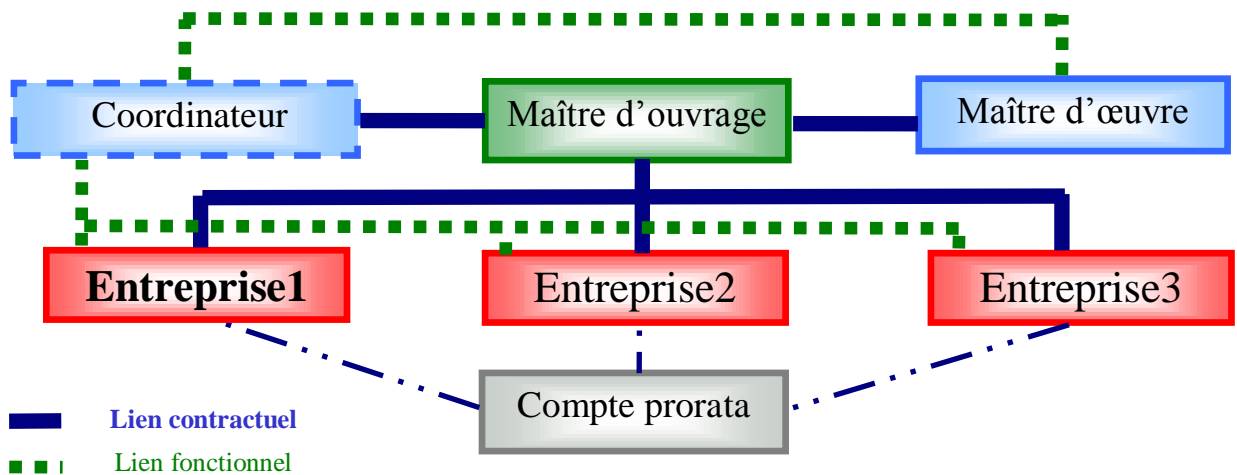 Coordinateur
Maître d'ouvrage
Maître d'œuvre
Entreprise1
Entreprise2
Entreprise3
Compte prorata
Lien contractuel
Lien fonctionnel